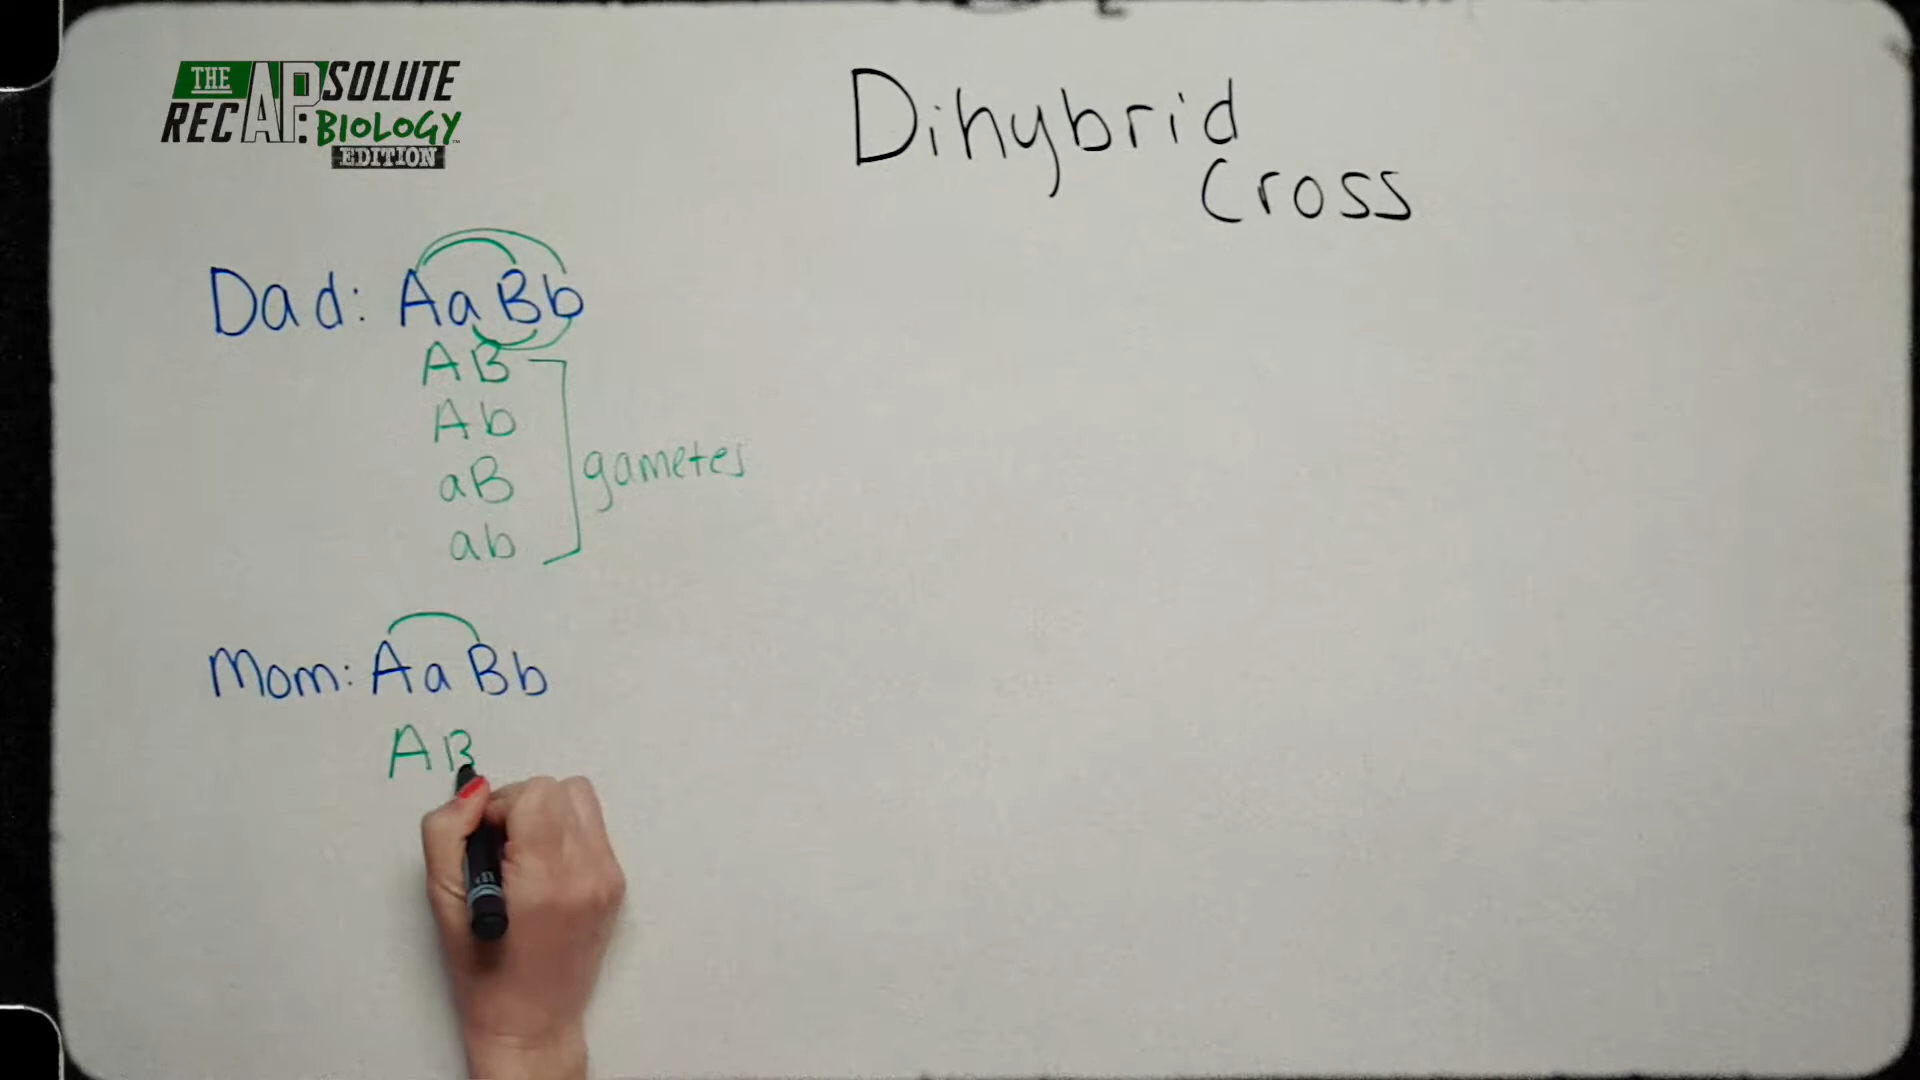 THE APSOLUTE
RECAP:
BIOLOGY
EDITION
Dihybrid
Cross
Dad: AaBb
AB
Ab
aB
ab
gametes
Mom: AaBb
AB